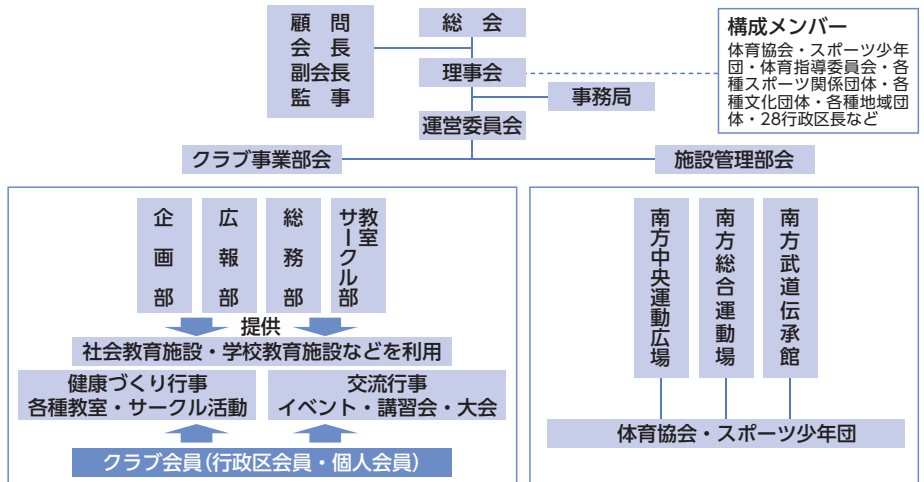 顧 問
会 長
副会長
監 事
総 会
理事会
事務局
運営委員会
構成メンバー
体育協会・スポーツ少年
団・体育指導委員会・各
種スポーツ関係団体・各
種文化団体・各種地域団
体・28行政区長など
クラブ事業部会
施設管理部会
企画部
広報部
総務部
教室
サークル部
提供
社会教育施設・学校教育施設などを利用
健康づくり行事
各種教室・サークル活動
交流行事
イベント・講習会・大会
クラブ会員(行政区会員・個人会員)
南方中央運動広場
南方総合運動場
南方武道伝承館
体育協会・スポーツ少年団